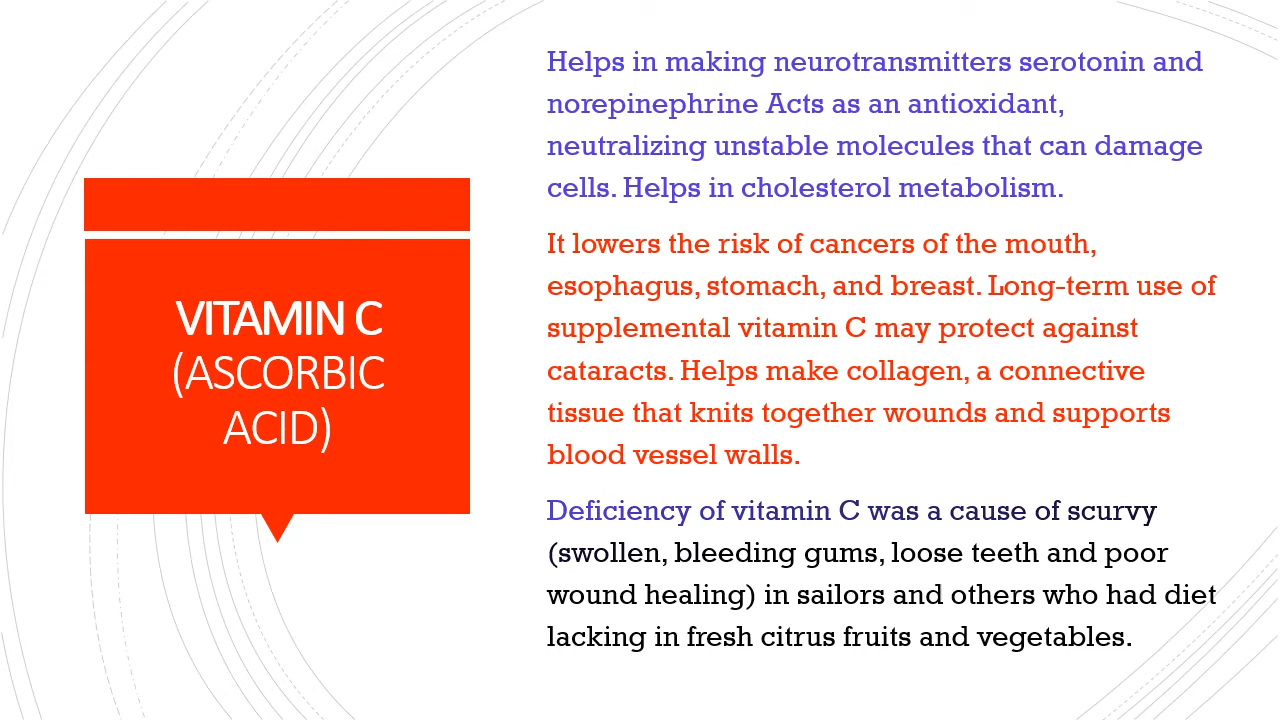 VITAMIN C
(ASCORBIC
ACID)
Helps in making neurotransmitters serotonin and
norepinephrine Acts as an antioxidant,
neutralizing unstable molecules that can damage
cells. Helps in cholesterol metabolism.
It lowers the risk of cancers of the mouth,
esophagus, stomach, and breast. Long-term use of
supplemental vitamin C may protect against
cataracts. Helps make collagen, a connective
tissue that knits together wounds and supports
blood vessel walls.
Deficiency of vitamin C was a cause of scurvy
(swollen, bleeding gums, loose teeth and poor
wound healing) in sailors and others who had diet
lacking in fresh citrus fruits and vegetables.